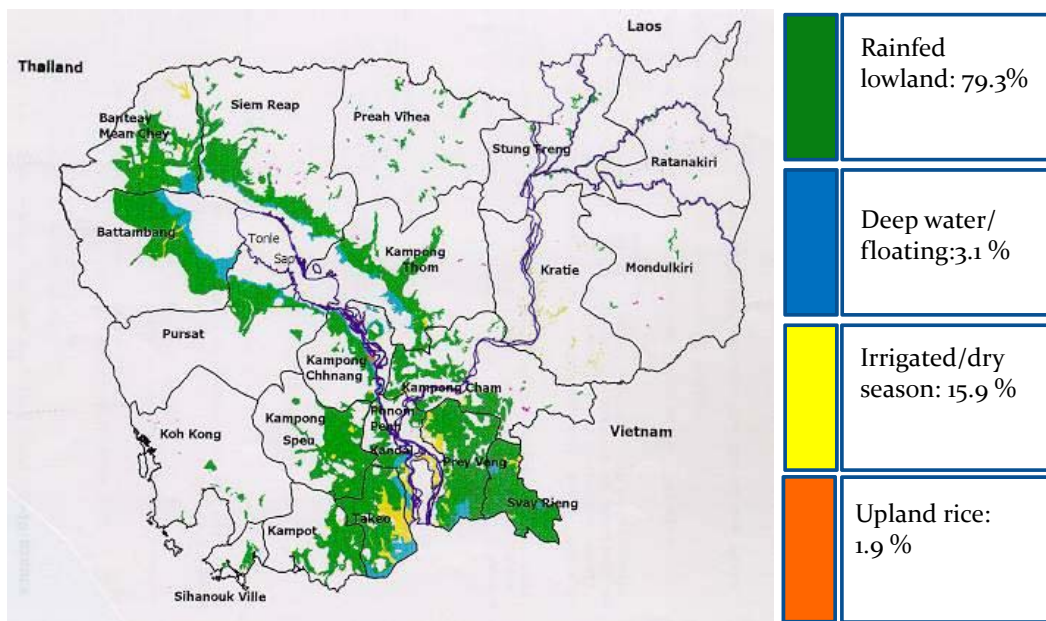 Laos
Thailand
Siem Reap
Preah Vihea
Banteay
Mean Chey
Stung Treng
Ratanakiri
Battambang
Tonle
Sap
Kampong
Thom
Kratie
Mondulkiri
Pursat
Kampong
Chhnang
Kampong Cham
Koh Kong
Kampong
Speu
Phnom
Penh
Kandal
Vietnam
Prey Veng
Svay Rieng
Takeo
Kampot
Sihanouk Ville
Rainfed
lowland: 79.3%
Deep water/
floating:3.1 %
Irrigated/dry
season: 15.9 %
Upland rice:
1.9 %